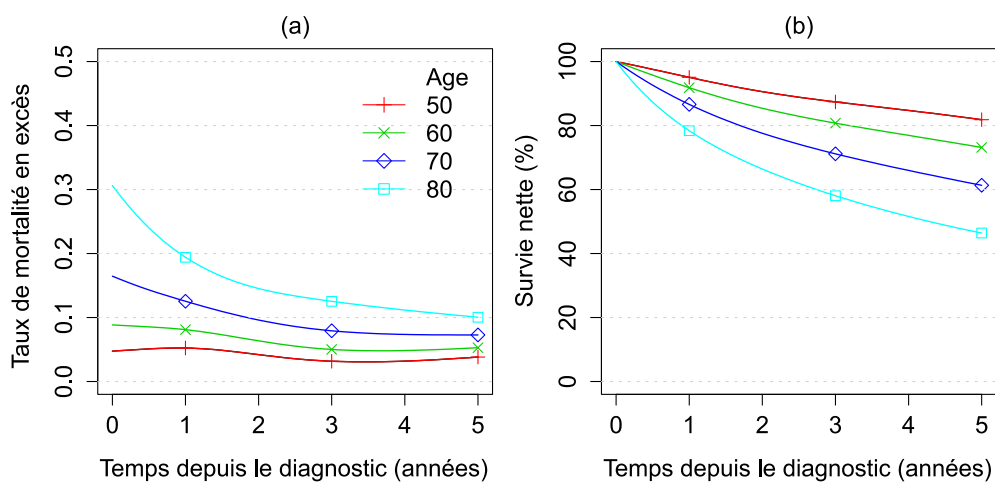 (a)
Taux de mortalité en excès
0.0 0.1 0.2 0.3 0.4 0.5
Age
50
60
70
80
0 1 2 3 4 5
Temps depuis le diagnostic (années)
(b)
Survie nette (%)
0 20 40 60 80 100
0 1 2 3 4 5
Temps depuis le diagnostic (années)